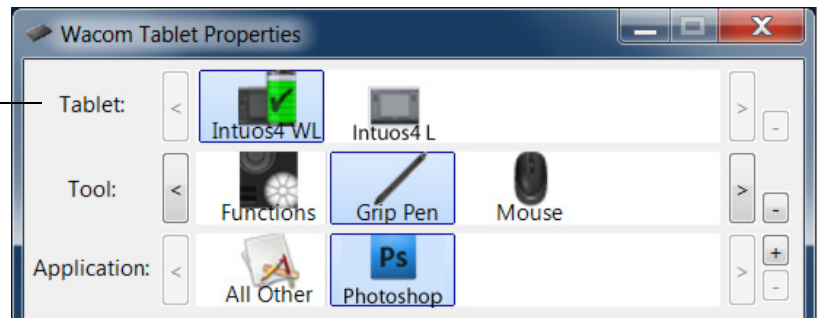 Wacom Tablet Properties
Tablet:
<
Intuos4 WL
Intuos4 L
>
-
Tool:
<
Functions
Grip Pen
Mouse
>
-
Application:
<
All Other
Ps
Photoshop
>
+
-